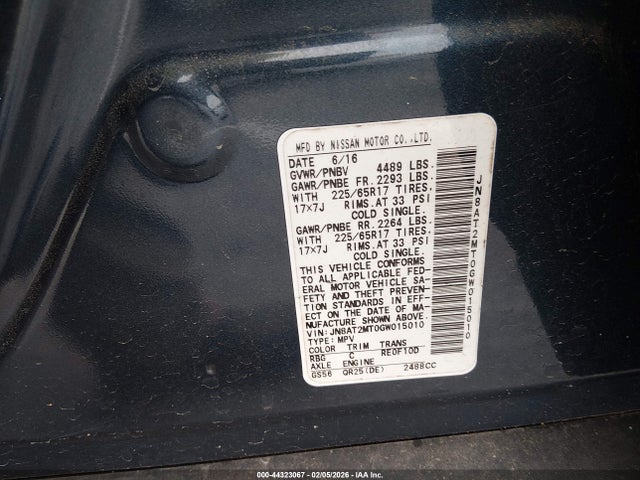 MFD BY NISSAN MOTOR CO.,LTD.
DATE 6/16
GVWR/PNBV 4489 LBS.
GAWR/PNBE FR. 2293 LBS.
WITH 225/65R17 TIRES,
17×7J RIMS,AT 33 PSI
COLD SINGLE.
GAWR/PNBE RR. 2264 LBS.
WITH 225/65R17 TIRES,
17×7J RIMS,AT 33 PSI
COLD SINGLE.
THIS VEHICLE CONFORMS
TO ALL APPLICABLE FED-
ERAL MOTOR VEHICLE SA-
FETY AND THEFT PREVEN-
TION STANDARDS IN EFF-
ECT ON THE DATE OF MA-
NUFACTURE SHOWN ABOVE.
VIN: JN8AT2MT0GW015010
TYPE: MPV
COLOR TRIM TRANS
RBG C RE0F10D
AXLE ENGINE
GS56 QR25(DE) 2488CC
JN8AT2MT0GW015010
000-44323067 - 02/05/2026 - IAA Inc.